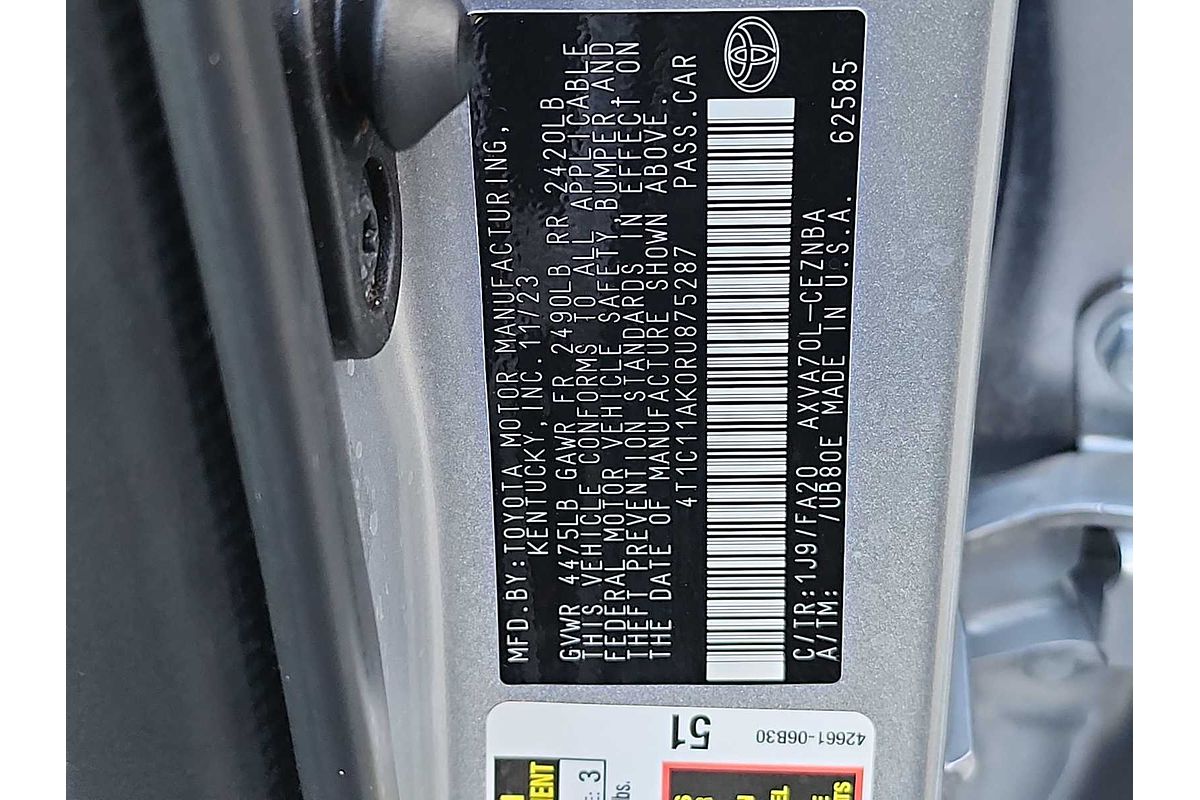 MFD.BY:TOYOTA MOTOR MANUFACTURING,
KENTUCKY,INC.11/23
GVWR 4475LB GAWR FR 2490LB RR 2420LB
THIS VEHICLE CONFORMS TO ALL APPLICABLE
FEDERAL MOTOR VEHICLE SAFETY,BUMPER,AND
THEFT PREVENTION STANDARDS IN EFFECT ON
THE DATE OF MANUFACTURE SHOWN ABOVE.
4T1C11AK0RU875287 PASS.CAR
C/TR:1J9/FA20 AXVA70L-CEZNBA
A/TM: /UB80E MADE IN U.S.A. 62585
51
42661-06B30
3